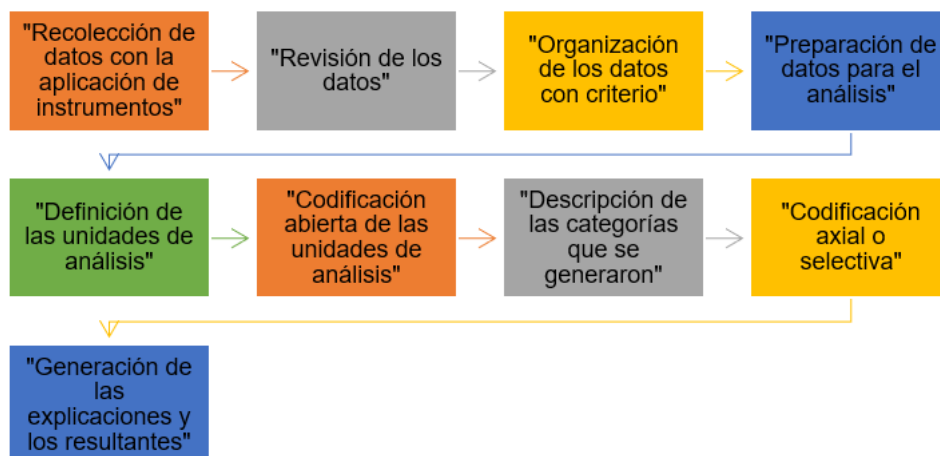 "Recolección de
datos con la
aplicación de
instrumentos"
"Revisión de los
datos"
"Organización
de los datos
con criterio"
"Preparación de
datos para el
análisis"
"Definición de
las unidades de
análisis"
"Codificación
abierta de las
unidades de
análisis"
"Descripción de
las categorías
que se
generaron"
"Codificación
axial o
selectiva"
"Generación de
las
explicaciones y
los resultantes"